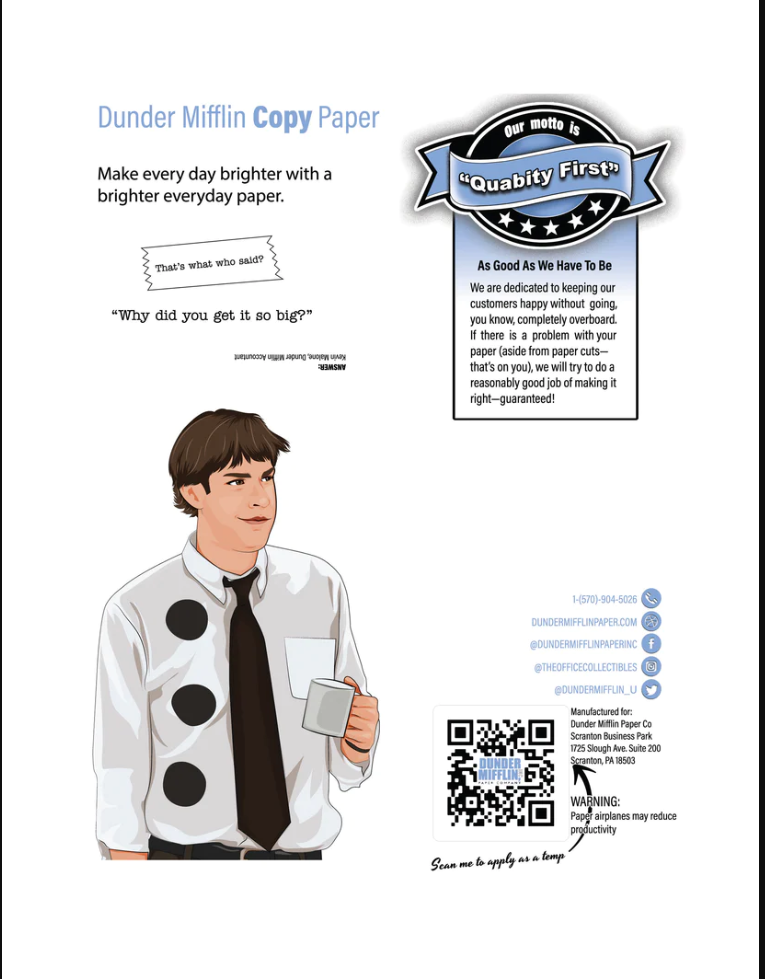 Dunder Mifflin Copy Paper
Make every day brighter with a
brighter everyday paper.
That's what who said?
“Why did you get it so big?”
ANSWER:
Kevin Malone, Dunder Mifflin Accountant
Our motto is
“Quabity First”
As Good As We Have To Be
We are dedicated to keeping our
customers happy without going,
you know, completely overboard.
If there is a problem with your
paper (aside from paper cuts—
that's on you), we will try to do a
reasonably good job of making it
right—guaranteed!
1-(570)-904-5026
DUNDERMIFFLINPAPER.COM
@DUNDERMIFFLINPAPERINC
@THEOFFICECOLLECTIBLES
@DUNDERMIFFLIN_U
Manufactured for:
Dunder Mifflin Paper Co
Scranton Business Park
1725 Slough Ave. Suite 200
Scranton, PA 18503
DUNDER
MIFFLIN
PAPER COMPANY
WARNING:
Paper airplanes may reduce
productivity
Scan me to apply as a temp